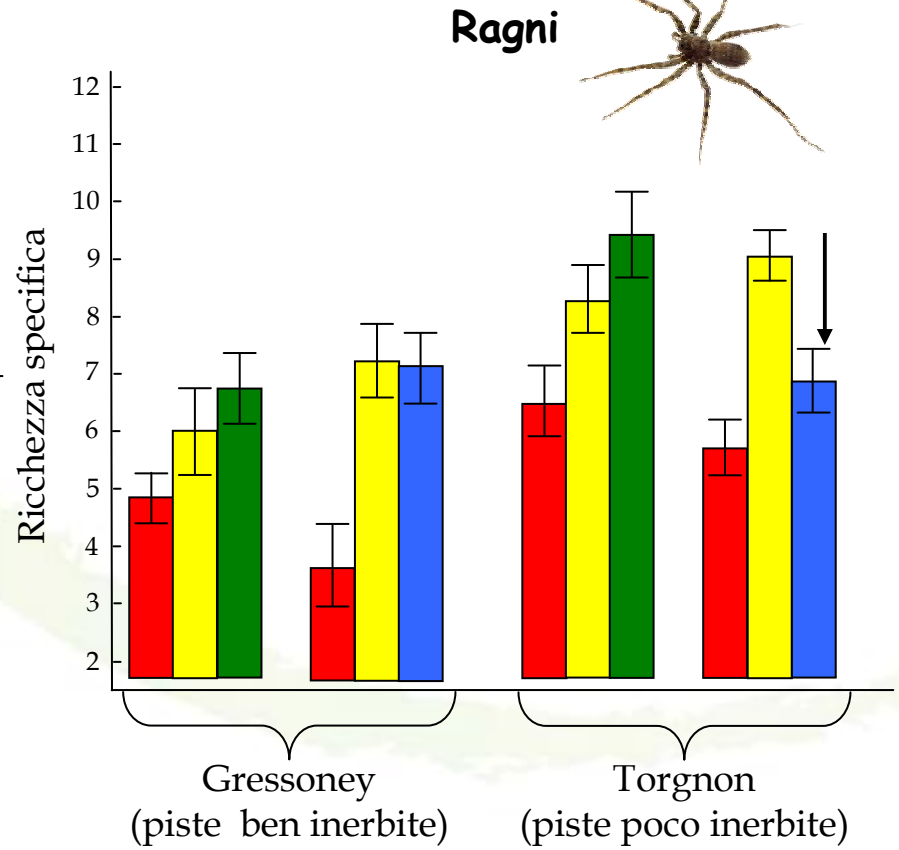 Ragni
12
11
10
9
8
7
6
5
4
3
2
Ricchezza specifica
Gressoney
(piste ben inerbite)
Torgnon
(piste poco inerbite)